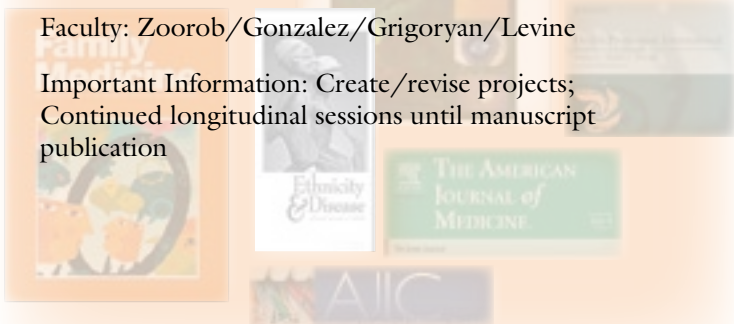 Faculty: Zoorob/Gonzalez/Grigoryan/Levine
Important Information: Create/revise projects;
Continued longitudinal sessions until manuscript
publication
Family
Medicine
Ethnicity
&Disease
THE AMERICAN
JOURNAL of
MEDICINE
AJIC